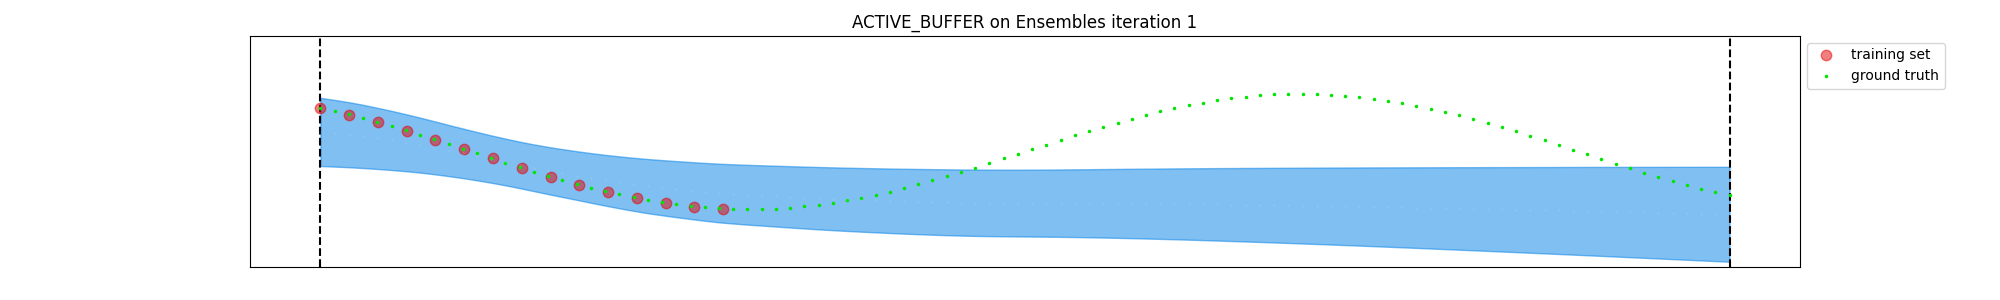 ACTIVE_BUFFER on Ensembles iteration 1
training set
ground truth